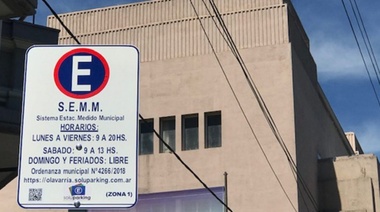 E
S.E.M.M.
Sistema Estac. Medido Municipal
HORARIOS:
LUNES A VIERNES: 9 A 20HS.
SABADO: 9 A 13 HS.
DOMINGO Y FERIADOS: LIBRE
Ordenanza municipal N°4266/2018
https://olavarria.soluparking.com.ar
soluparking
(ZONA 1)